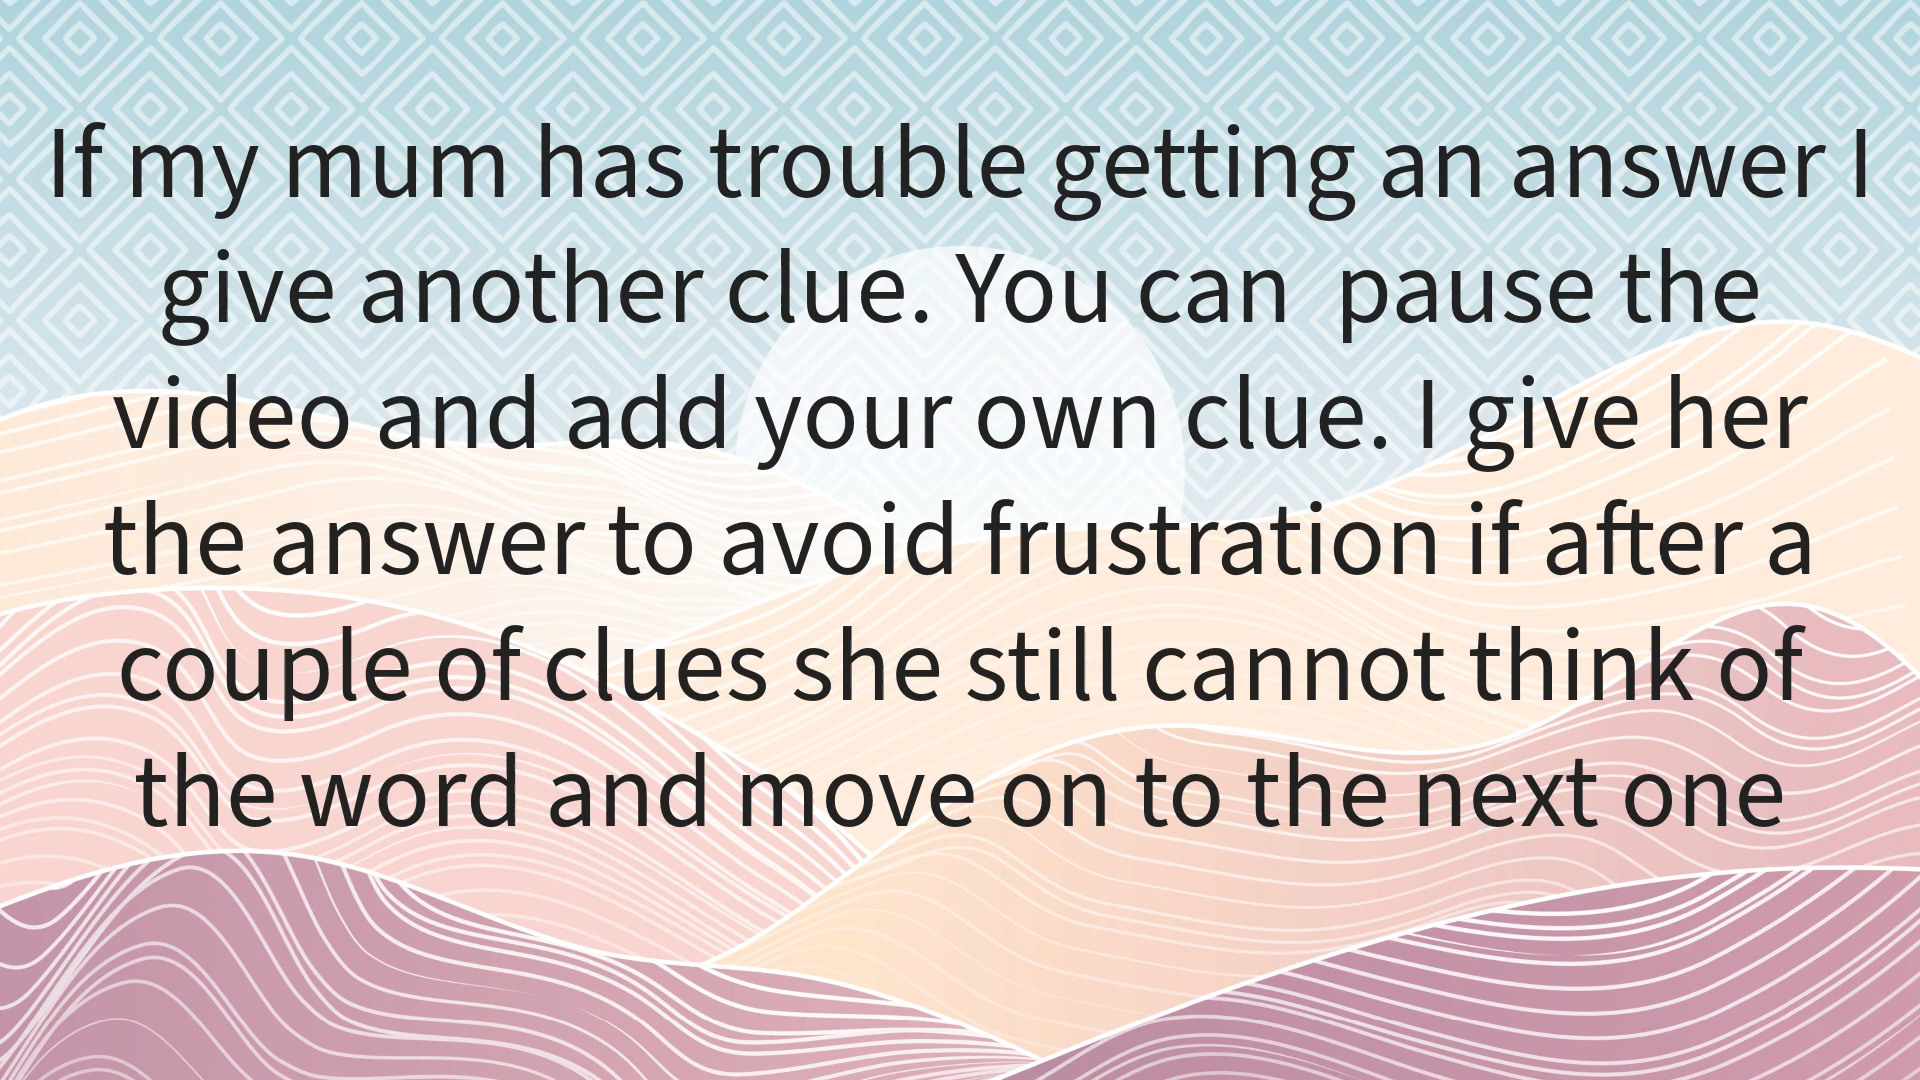 If my mum has trouble getting an answer I
give another clue. You can  pause the
video and add your own clue. I give her
the answer to avoid frustration if after a
couple of clues she still cannot think of
the word and move on to the next one